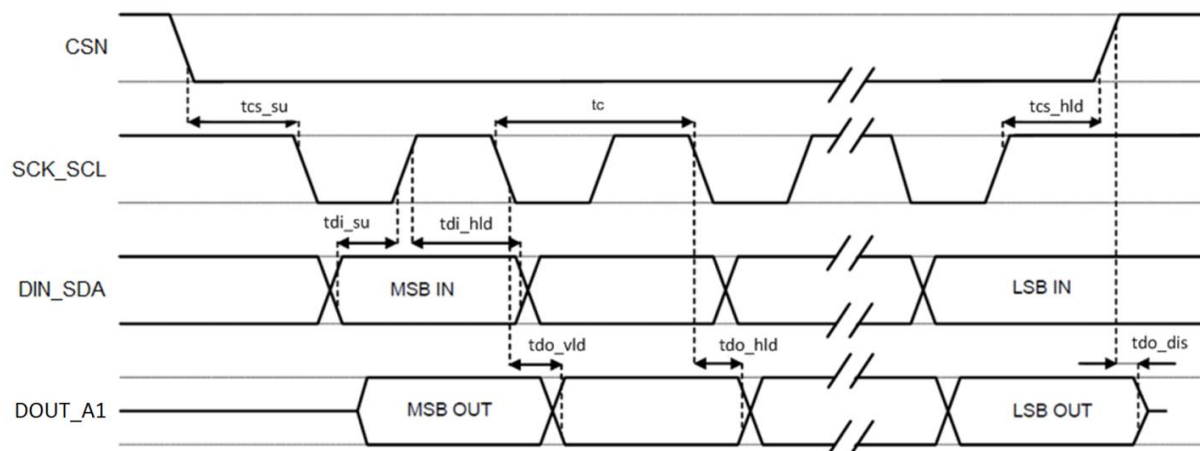 CSN
tcs_su
tc
tcs_hld
SCK_SCL
tdi_su
tdi_hld
DIN_SDA
MSB IN
LSB IN
tdo_vld
tdo_hld
tdo_dis
DOUT_A1
MSB OUT
LSB OUT